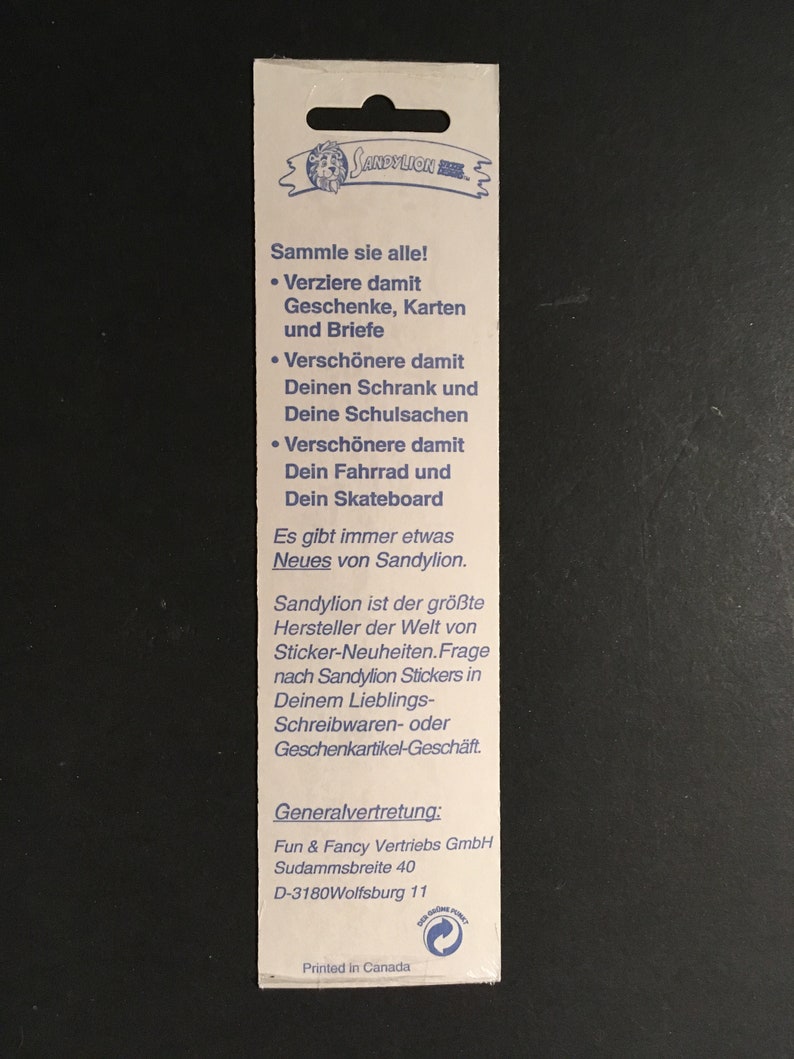 SANDYLION
Sammle sie alle!
• Verziere damit
Geschenke, Karten
und Briefe
• Verschönere damit
Deinen Schrank und
Deine Schulsachen
• Verschönere damit
Dein Fahrrad und
Dein Skateboard
Es gibt immer etwas
Neues von Sandylion.
Sandylion ist der größte
Hersteller der Welt von
Sticker-Neuheiten.Frage
nach Sandylion Stickers in
Deinem Lieblings-
Schreibwaren- oder
Geschenkartikel-Geschäft.
Generalvertretung:
Fun & Fancy Vertriebs GmbH
Sudammsbreite 40
D-3180Wolfsburg 11
DER GRÜNE PUNKT
Printed in Canada